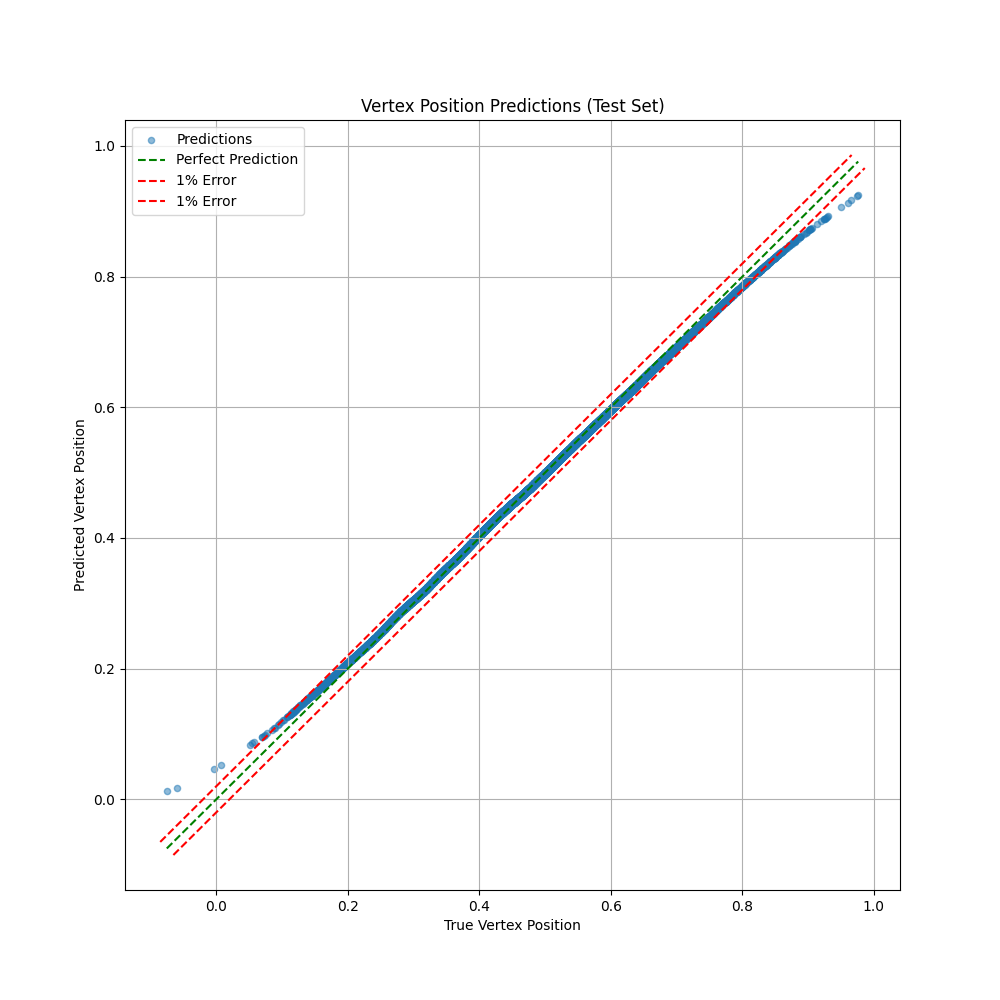 Vertex Position Predictions (Test Set)
Predictions
Perfect Prediction
1% Error
1% Error
1.0
0.8
0.6
0.4
0.2
0.0
Predicted Vertex Position
0.0 0.2 0.4 0.6 0.8 1.0
True Vertex Position